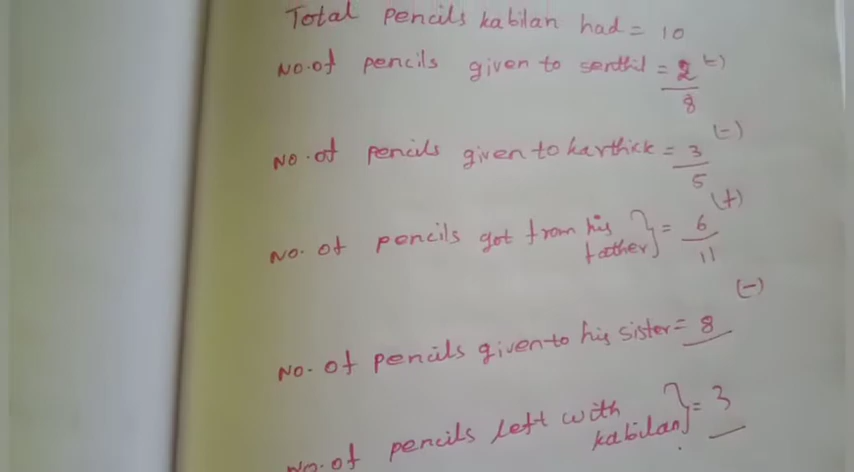 Total pencils kabilan had = 10
No. of pencils given to senthil = 2 (-)
8
No. of pencils given to karthick = 3 (-)
5
No. of pencils got from his father } = 6 (+)
11
No. of pencils given to his sister = 8 (-)
No. of pencils left with kabilan } = 3